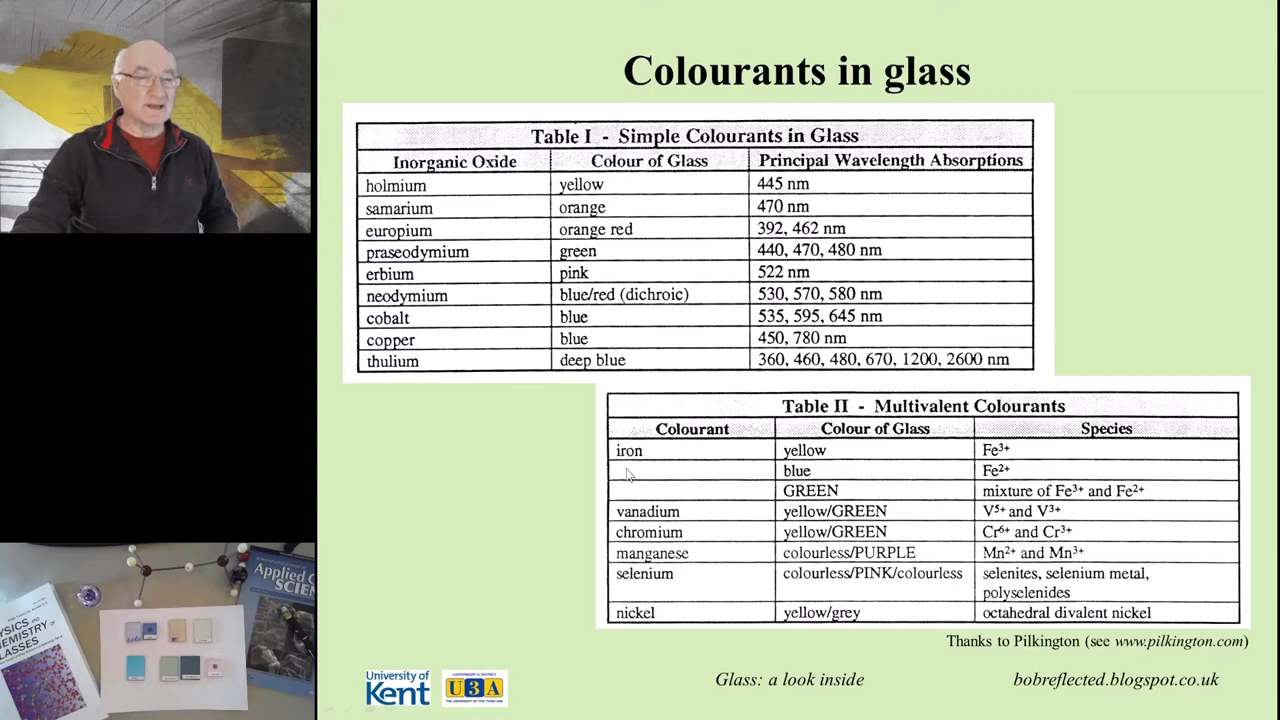 Colourants in glass
Table I - Simple Colourants in Glass
Inorganic Oxide Colour of Glass Principal Wavelength Absorptions
holmium yellow 445 nm
samarium orange 470 nm
europium orange red 392, 462 nm
praseodymium green 440, 470, 480 nm
erbium pink 522 nm
neodymium blue/red (dichroic) 530, 570, 580 nm
cobalt blue 535, 595, 645 nm
copper blue 450, 780 nm
thulium deep blue 360, 460, 480, 670, 1200, 2600 nm
Table II - Multivalent Colourants
Colourant Colour of Glass Species
iron yellow Fe³⁺
blue Fe²⁺
GREEN mixture of Fe³⁺ and Fe²⁺
vanadium yellow/GREEN V⁵⁺ and V³⁺
chromium yellow/GREEN Cr⁶⁺ and Cr³⁺
manganese colourless/PURPLE Mn²⁺ and Mn³⁺
selenium colourless/PINK/colourless selenites, selenium metal,
polyselenides
nickel yellow/grey octahedral divalent nickel
Thanks to Pilkington (see www.pilkington.com)
University of
Kent
CANTERBURY & DISTRICT
U3A
THE UNIVERSITY OF THE THIRD AGE
Glass: a look inside
bobreflected.blogspot.co.uk
Applied